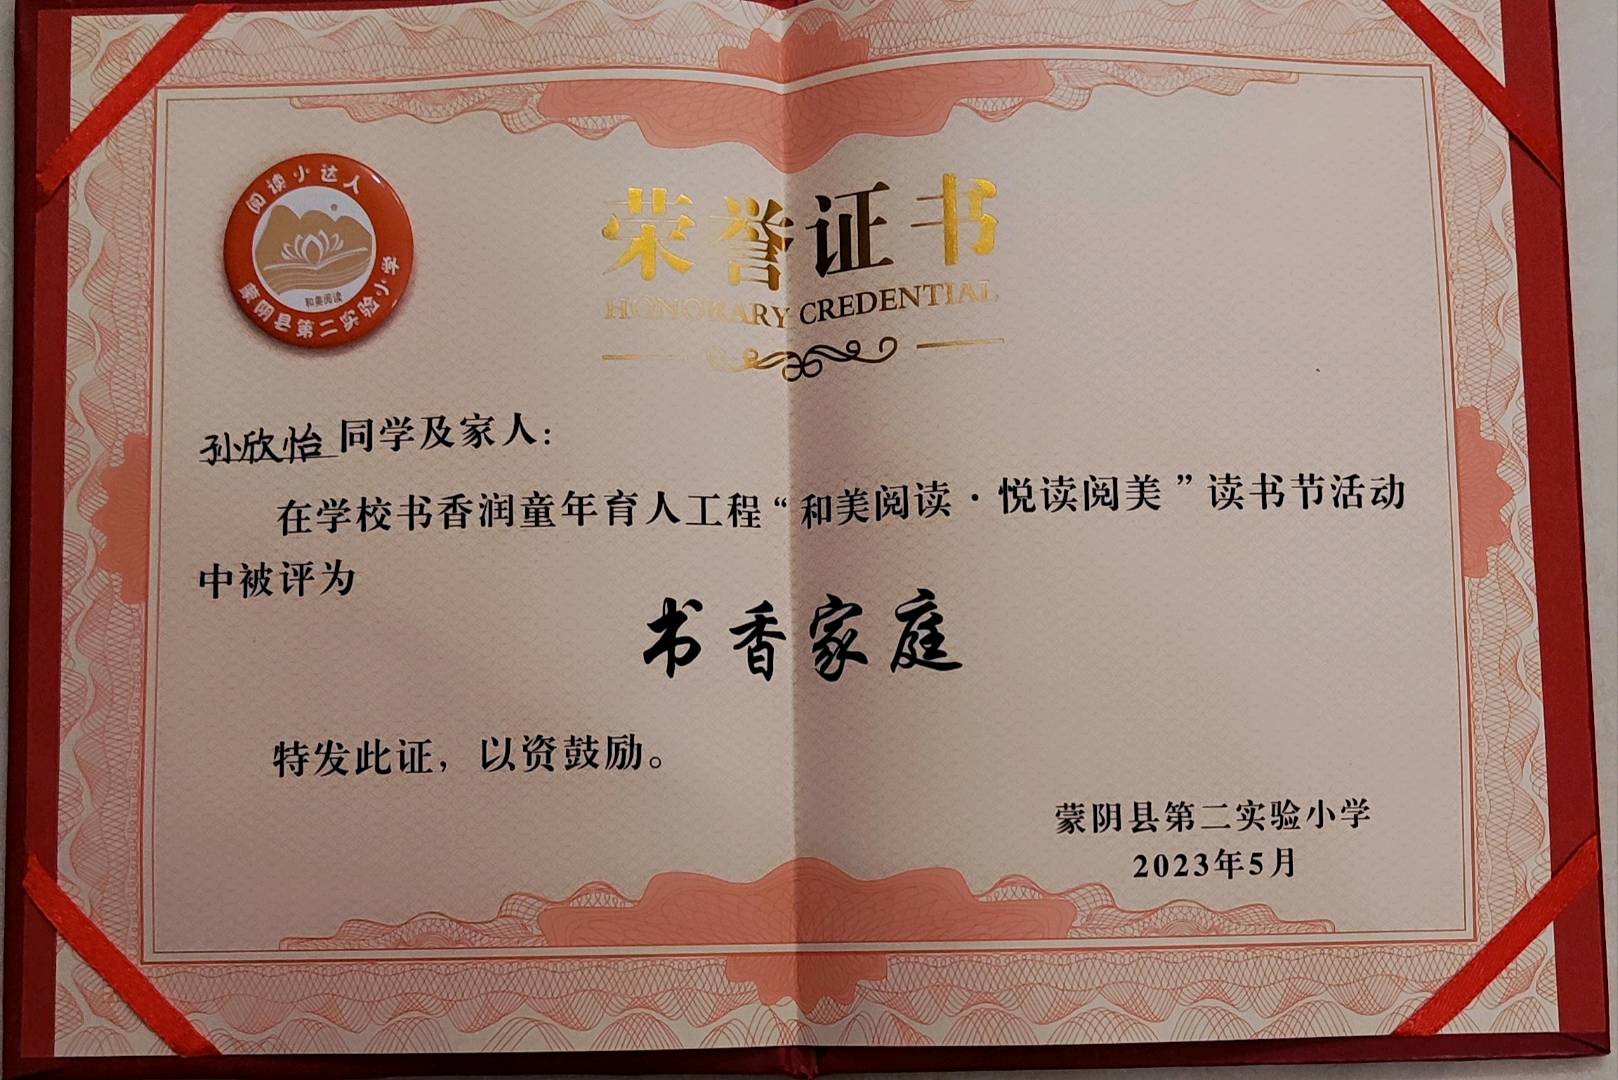 阅读小达人
和美阅读
蒙阴县第二实验小学
荣誉证书
HONORARY CREDENTIAL
孙欣怡同学及家人：
在学校书香润童年育人工程“和美阅读·悦读阅美”读书节活动
中被评为
书香家庭
特发此证，以资鼓励。
蒙阴县第二实验小学
2023年5月